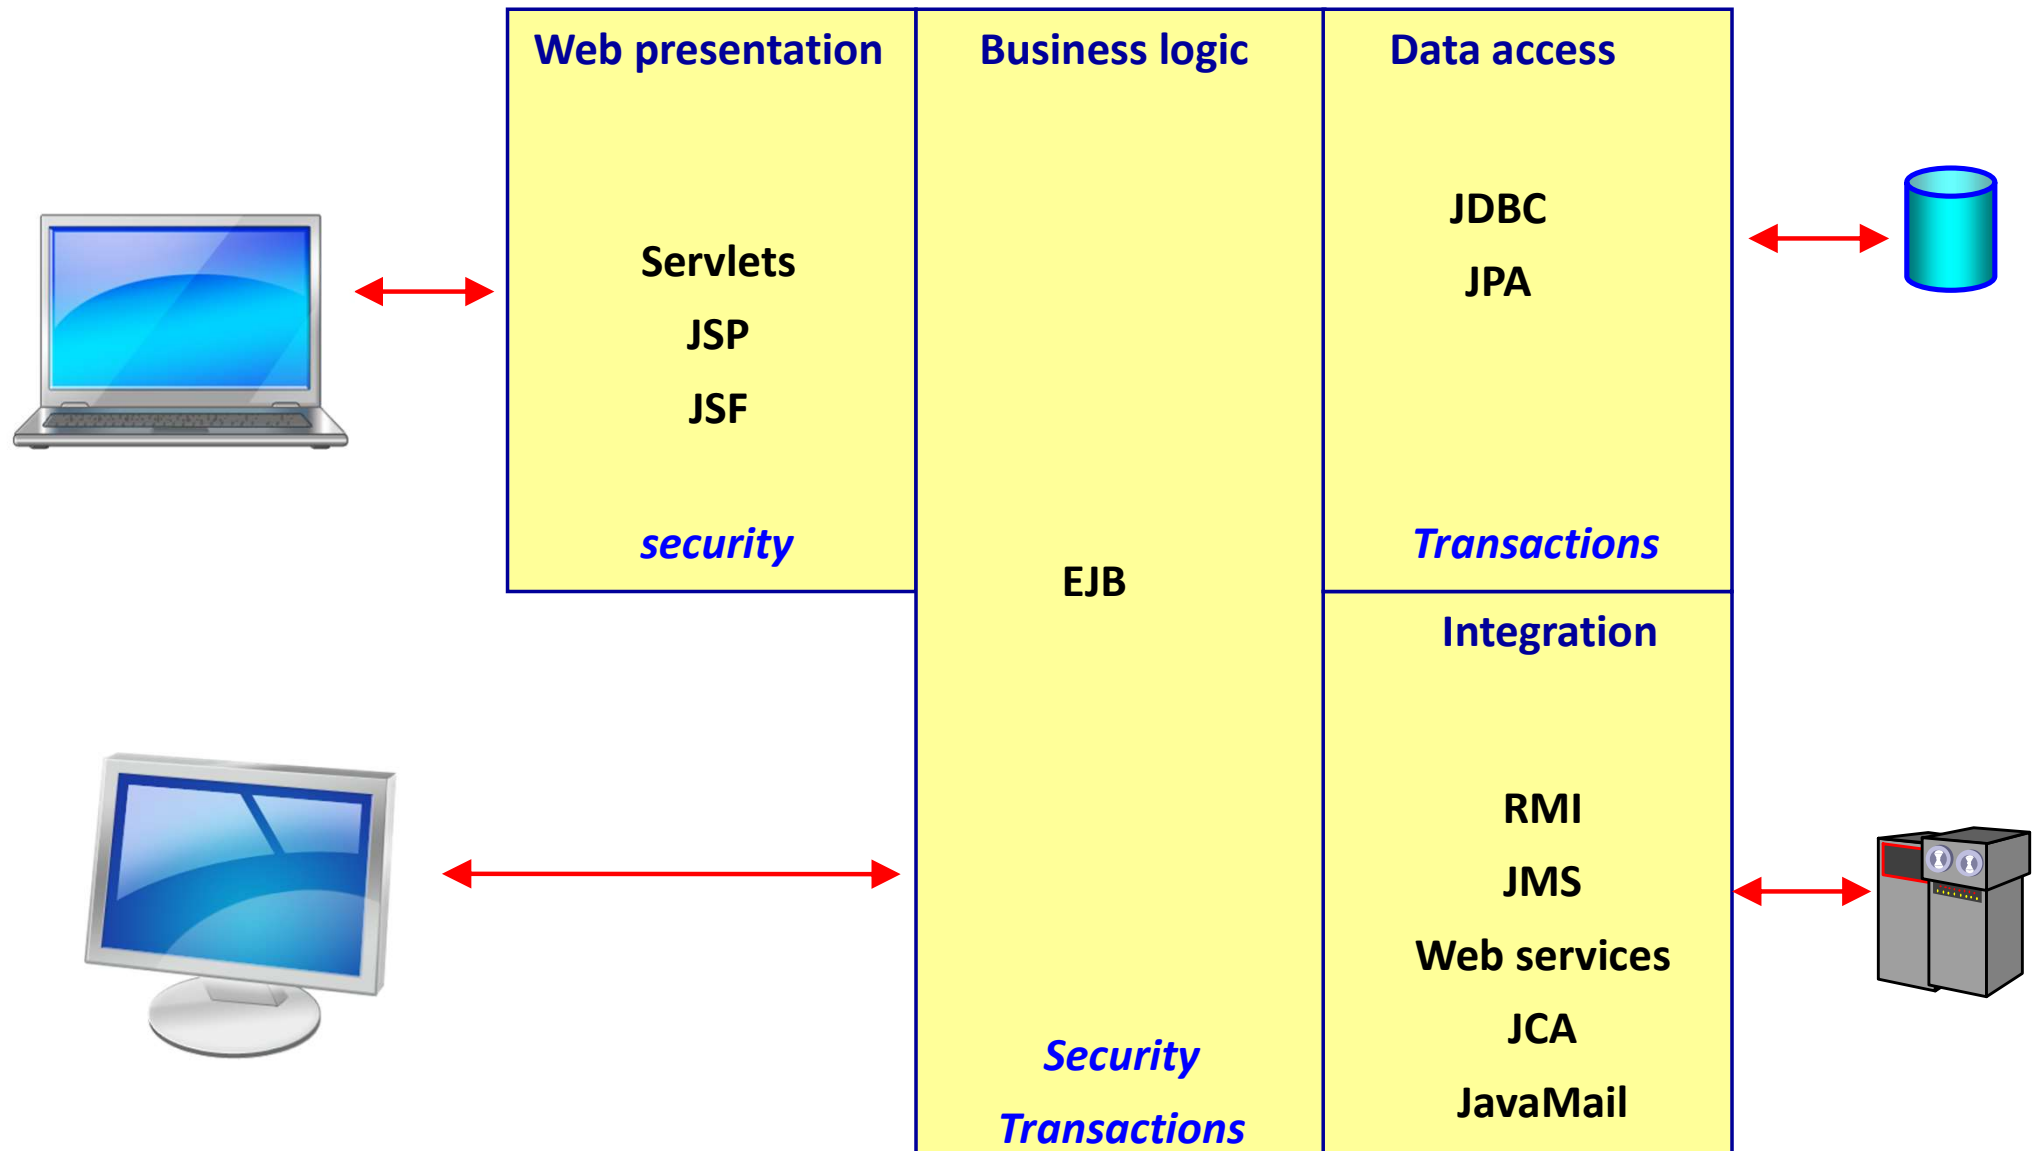 Web presentation
Servlets
JSP
JSF
security
Business logic
EJB
Security
Transactions
Data access
JDBC
JPA
Transactions
Integration
RMI
JMS
Web services
JCA
JavaMail